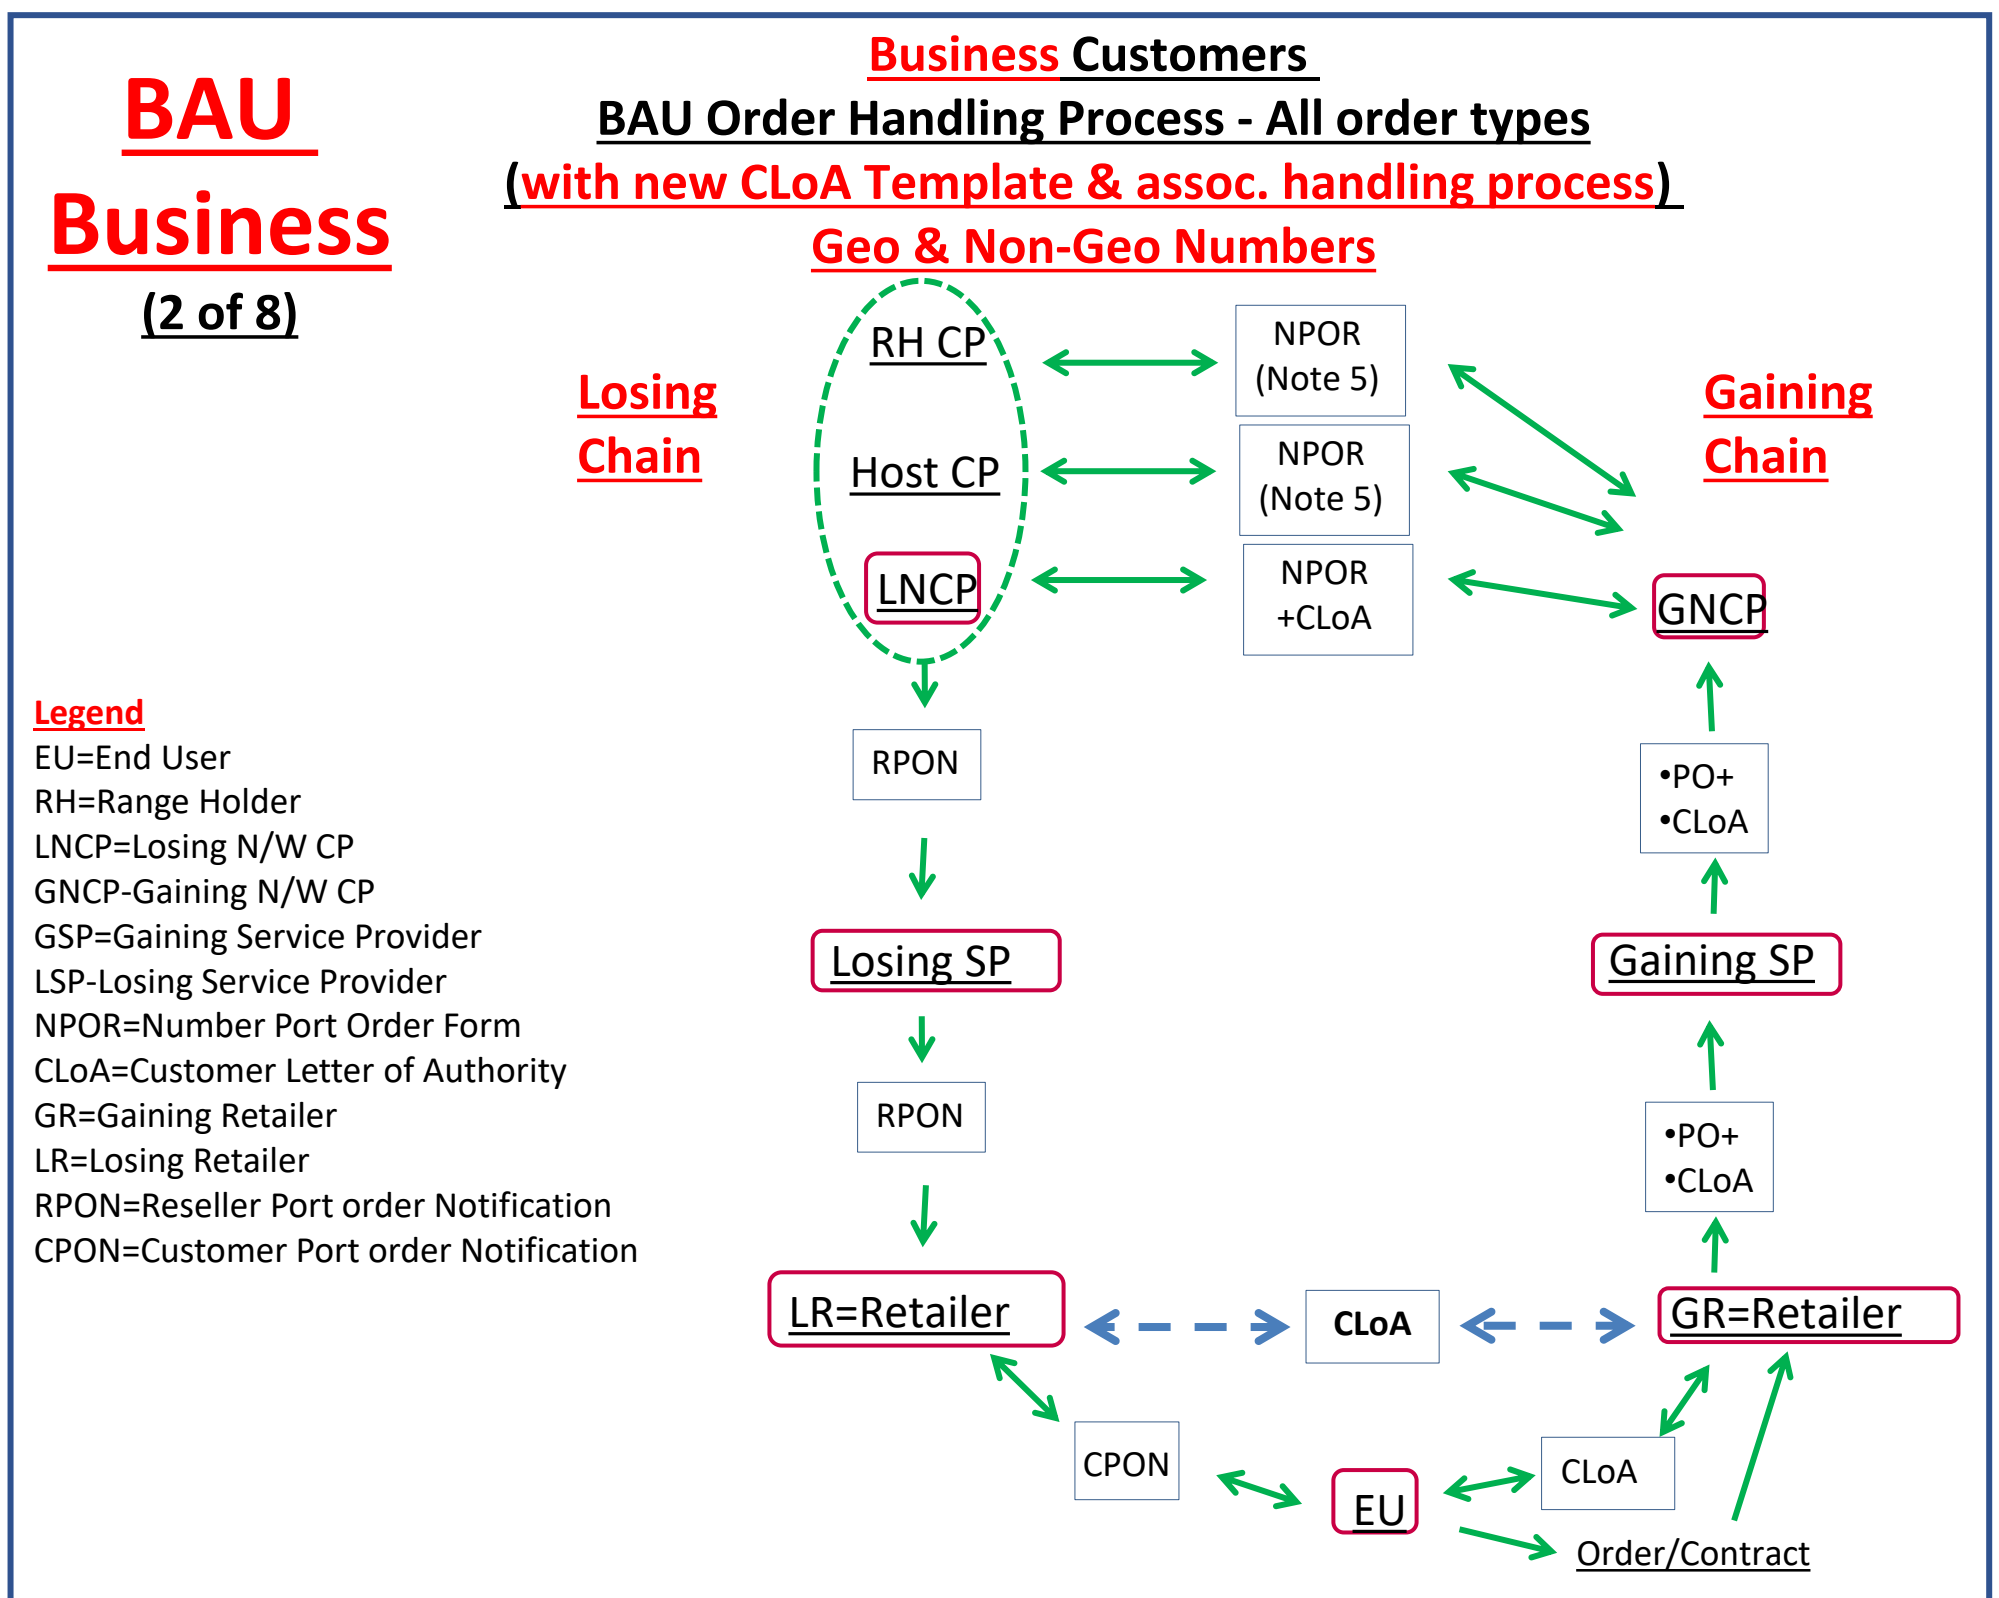 BAU
Business
(2 of 8)
Business Customers
BAU Order Handling Process - All order types
(with new CLoA Template & assoc. handling process)
Geo & Non-Geo Numbers
Losing
Chain
Gaining
Chain
RH CP
NPOR
(Note 5)
Host CP
NPOR
(Note 5)
LNCP
NPOR
+CLoA
GNCP
Legend
EU=End User
RH=Range Holder
LNCP=Losing N/W CP
GNCP-Gaining N/W CP
GSP=Gaining Service Provider
LSP-Losing Service Provider
NPOR=Number Port Order Form
CLoA=Customer Letter of Authority
GR=Gaining Retailer
LR=Losing Retailer
RPON=Reseller Port order Notification
CPON=Customer Port order Notification
RPON
•PO+
•CLoA
Losing SP
Gaining SP
RPON
•PO+
•CLoA
LR=Retailer
CLoA
GR=Retailer
CPON
EU
CLoA
Order/Contract